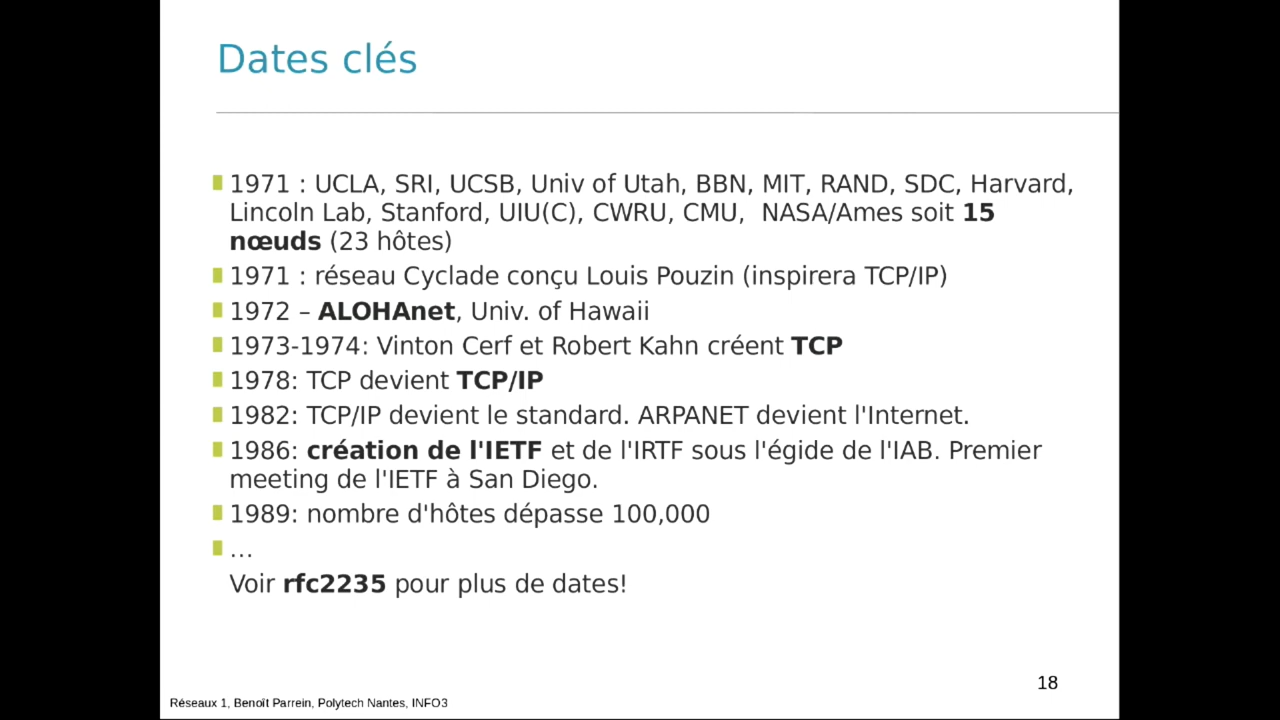 Dates clés
1971 : UCLA, SRI, UCSB, Univ of Utah, BBN, MIT, RAND, SDC, Harvard,
Lincoln Lab, Stanford, UIU(C), CWRU, CMU,  NASA/Ames soit 15
nœuds (23 hôtes)
1971 : réseau Cyclade conçu Louis Pouzin (inspirera TCP/IP)
1972 – ALOHAnet, Univ. of Hawaii
1973-1974: Vinton Cerf et Robert Kahn créent TCP
1978: TCP devient TCP/IP
1982: TCP/IP devient le standard. ARPANET devient l'Internet.
1986: création de l'IETF et de l'IRTF sous l'égide de l'IAB. Premier
meeting de l'IETF à San Diego.
1989: nombre d'hôtes dépasse 100,000
...
Voir rfc2235 pour plus de dates!
18
Réseaux 1, Benoît Parrein, Polytech Nantes, INFO3